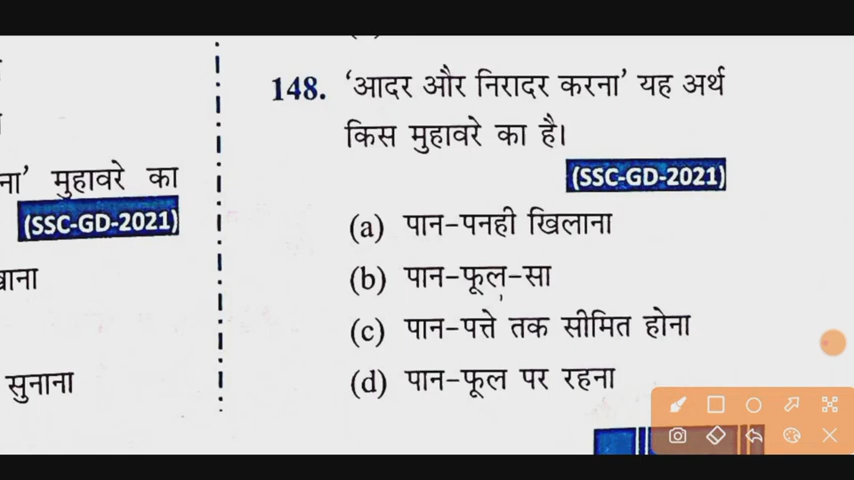 148. 'आदर और निरादर करना' यह अर्थ
किस मुहावरे का है।
(SSC-GD-2021)
(a) पान-पनही खिलाना
(b) पान-फूल-सा
(c) पान-पत्ते तक सीमित होना
(d) पान-फूल पर रहना
ना' मुहावरे का
(SSC-GD-2021)
सुनाना